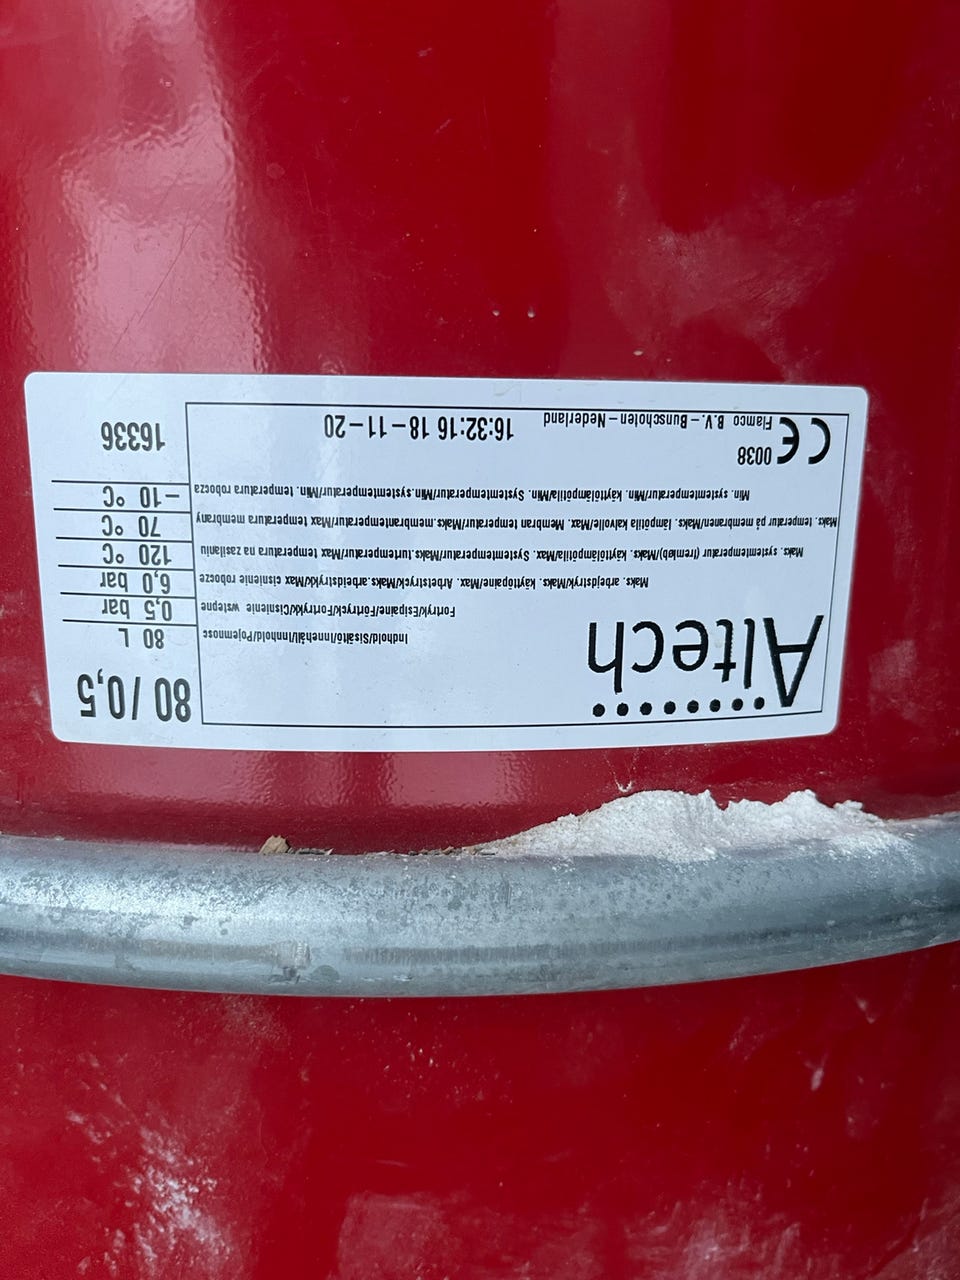 Altech
80 / 0,5
Indhold/Sisältö/Innehåll/Innhold/Pojemnosc 80 L
Fortryk/Esipaine/Förtryck/Fortrykk/Cisnienie wstepne 0,5 bar
Maks. arbejdstryk/Maks. käyttöpaine/Max. Arbetstryck/Maks.arbeidstrykk/Max cisnienie robocze 6,0 bar
Maks. systemtemperatur (fremløb)/Maks. käyttölämpötila/Max. Systemtemperatur/Maks.turtemperatur/Max temperatura na zasilaniu 120 °C
Maks. temperatur på membranen/Maks. lämpötila kalvolle/Max. Membran temperatur/Maks.membrantemperatur/Max temperatura membrany 70 °C
Min. systemtemperatur/Min. käyttölämpötila/Min. Systemtemperatur/Min.systemtemperatur/Min. temperatura robocza –10 °C
CE 0038
Flamco B.V. – Bunschoten – Nederland 16:32:16 18–11–20 16336